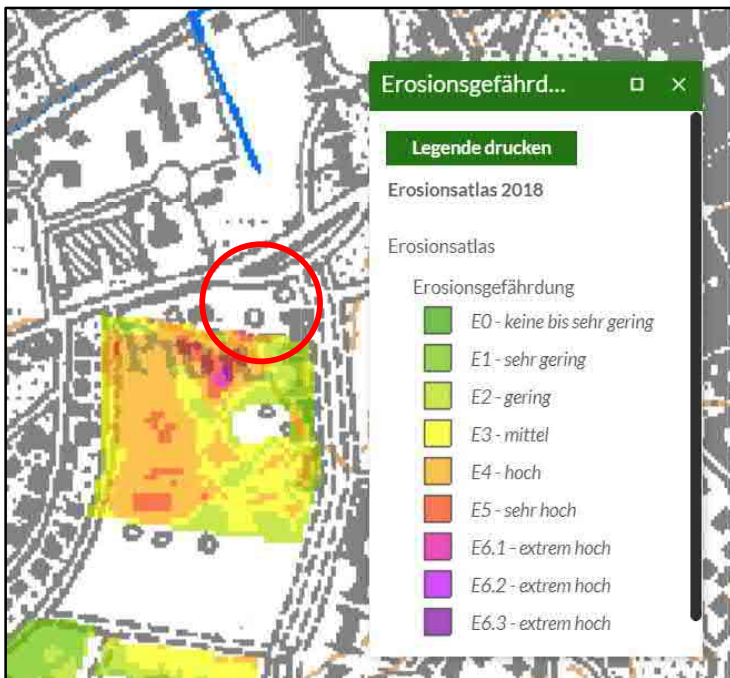 Erosionsgefährd...
Legende drucken
Erosionsatlas 2018
Erosionsatlas
Erosionsgefährdung
E0 - keine bis sehr gering
E1 - sehr gering
E2 - gering
E3 - mittel
E4 - hoch
E5 - sehr hoch
E6.1 - extrem hoch
E6.2 - extrem hoch
E6.3 - extrem hoch